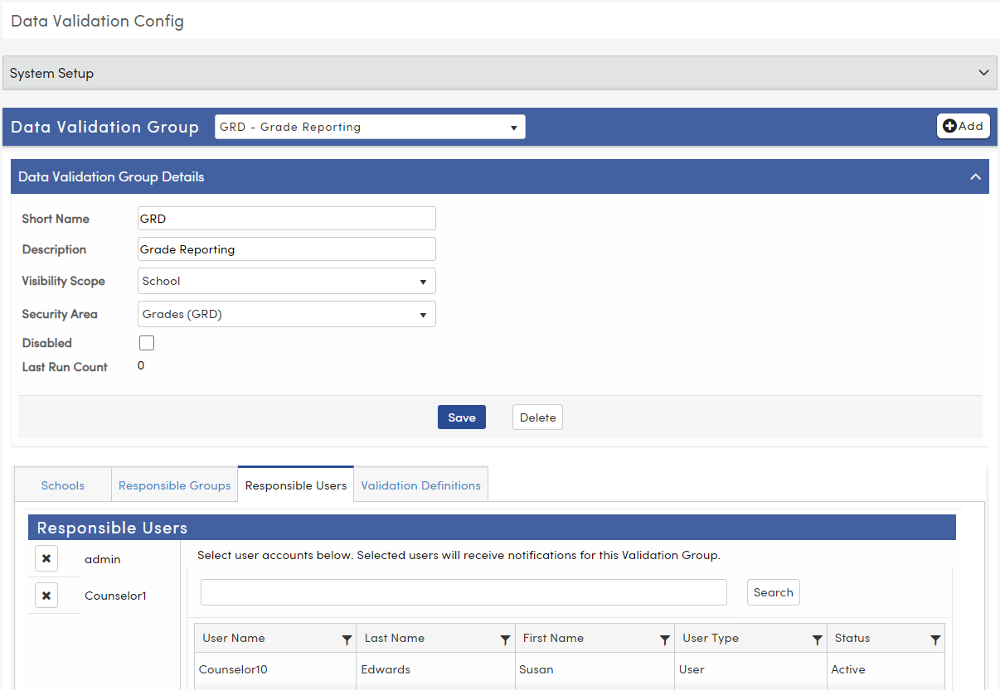 Data Validation Config
System Setup
Data Validation Group GRD - Grade Reporting Add
Data Validation Group Details
Short Name GRD
Description Grade Reporting
Visibility Scope School
Security Area Grades (GRD)
Disabled
Last Run Count 0
Save Delete
Schools Responsible Groups Responsible Users Validation Definitions
Responsible Users
admin
Counselor1
Select user accounts below. Selected users will receive notifications for this Validation Group.
Search
User Name Last Name First Name User Type Status
Counselor10 Edwards Susan User Active